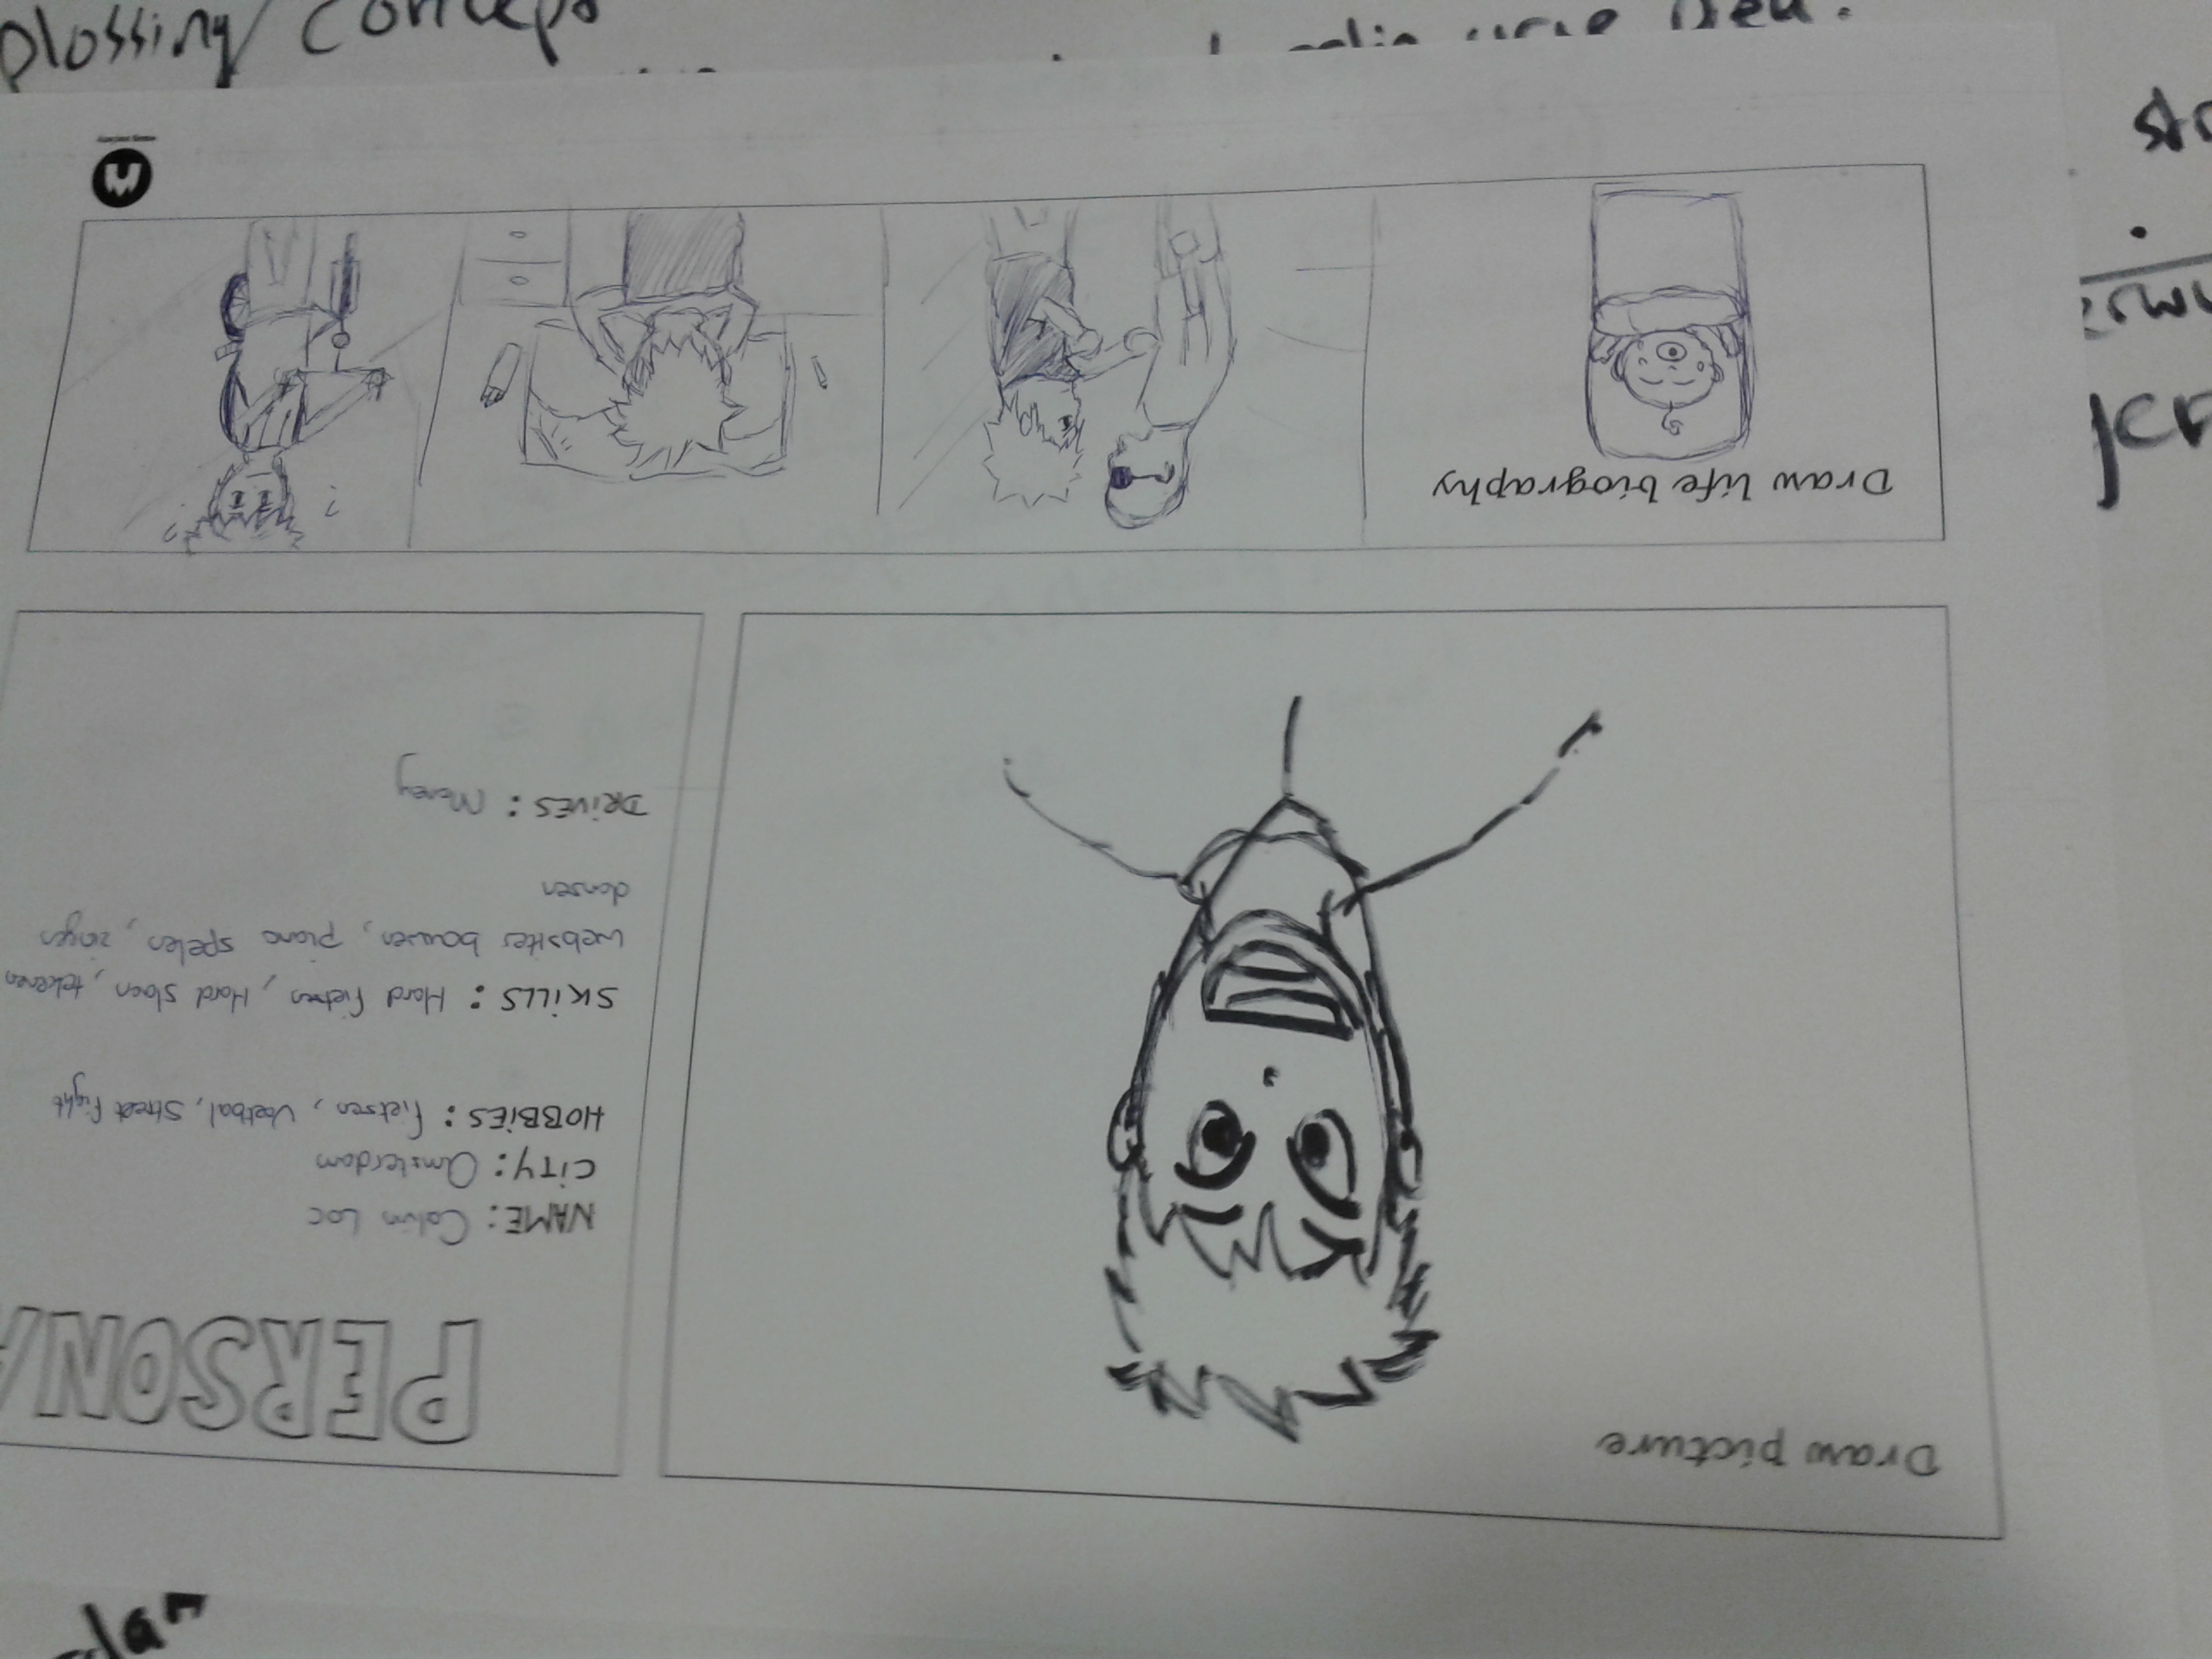 Draw picture
PERSONA
NAME: Calvin Loc
CITY: Amsterdam
HOBBIES: fietsen, Voetbal, Street fight
SKILLS: Hard fietsen, Hard slaan, tekenen,
websites bouwen, piano spelen, zingen
dansen
DRIVES: Money
Draw life biography
plossing concept